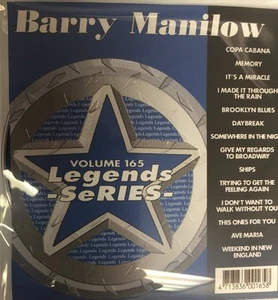 Barry Manilow
COPA CABANA
MEMORY
IT'S A MIRACLE
I MADE IT THROUGH
THE RAIN
BROOKLYN BLUES
DAYBREAK
SOMEWHERE IN THE NIG
GIVE MY REGARDS
TO BROADWAY
SHIPS
TRYING TO GET THE
FEELING AGAIN
I DON'T WANT TO
WALK WITHOUT YOU
THIS ONES FOR YOU
AVE MARIA
WEEKEND IN NEW
ENGLAND
VOLUME 165
Legends
-SeRIES-
4713836001658